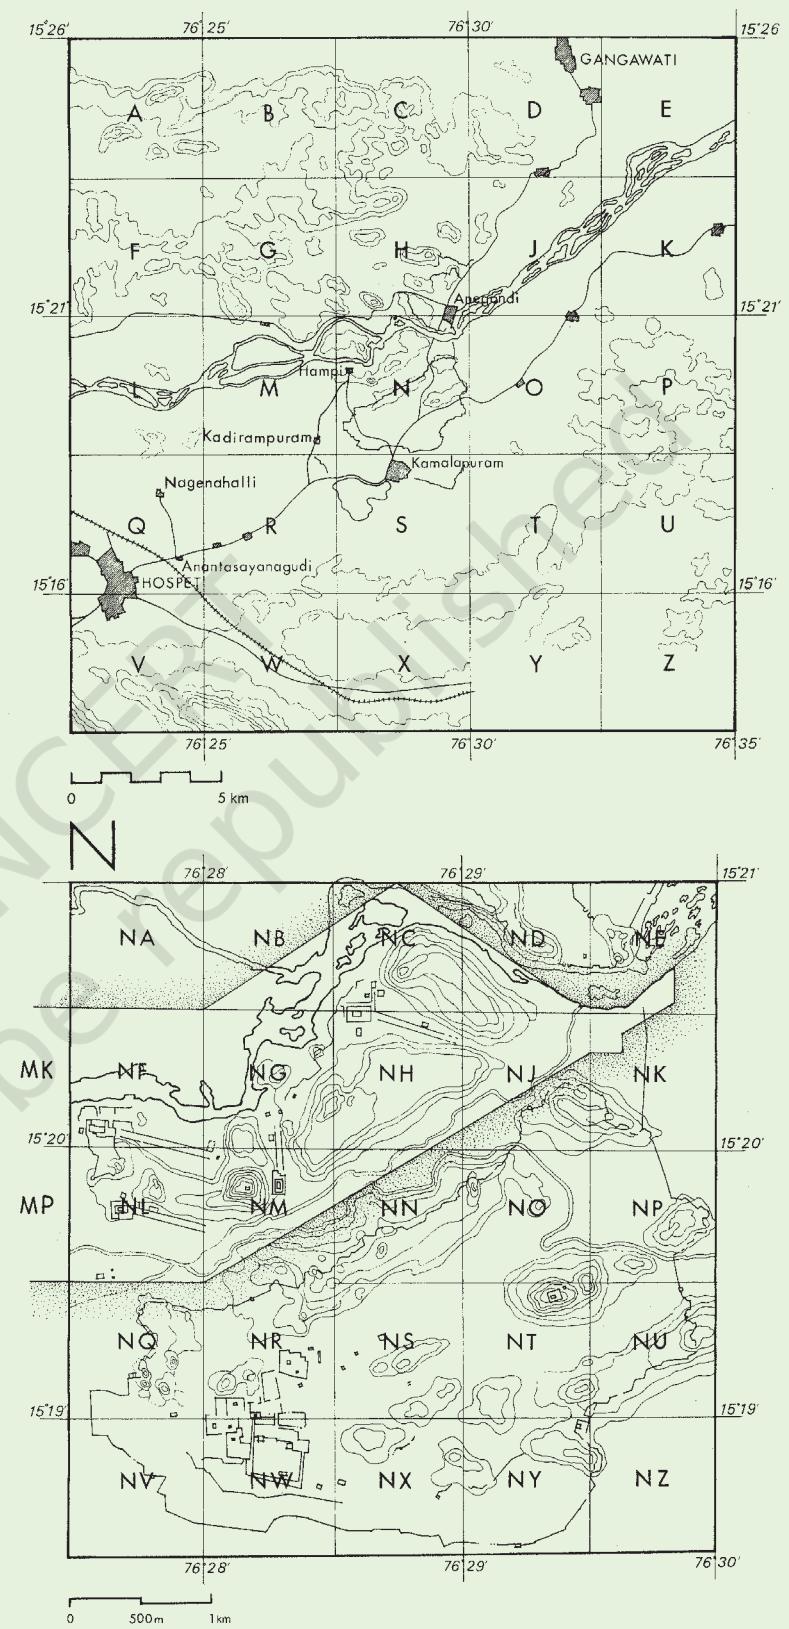 15°26' 76°25' 76°30' 15°26
GANGAWATI
A B C D E
F G H J K
Anegondi
15°21' 15°21'
Hampi
L M N O P
Kadirampuram
Kamalapuram
Nagenahalli
Q R S T U
Anantasayanagudi
HOSPET
15°16' 15°16'
V W X Y Z
76°25' 76°30' 76°35'
0 5 km
N
76°28' 76°29' 15°21'
NA NB NC ND NE
MK NF NG NH NJ NK
15°20' 15°20'
MP NL NM NN NO NP
NQ NR NS NT NU
15°19' 15°19'
NV NW NX NY NZ
76°28' 76°29' 76°30'
0 500m 1km
NCERT
be republished